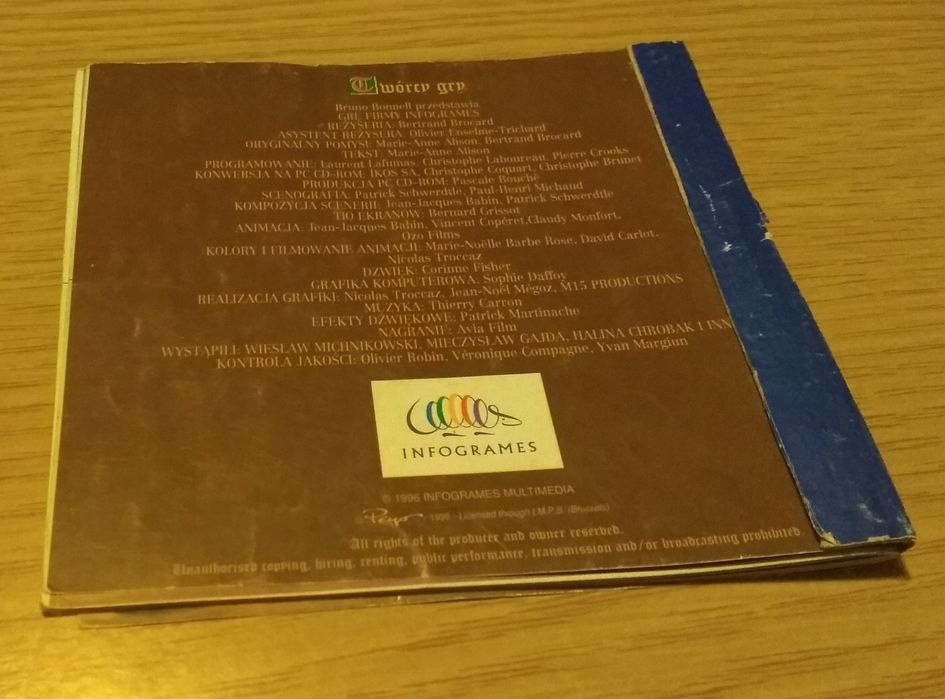 Twórcy gry
Bruno Bonnell przedstawia
GRĘ FIRMY INFOGRAMES
REŻYSERIA: Bertrand Brocard
ASYSTENT REŻYSERA: Olivier Enselme-Trichard
ORYGINALNY POMYSŁ: Marie-Anne Alison, Bertrand Brocard
TEKST: Marie-Anne Alison
PROGRAMOWANIE: Laurent Lafumas, Christophe Laboureau, Pierre Crooks
KONWERSJA NA PC CD-ROM: IKOS SA, Christophe Coquart, Christophe Brunet
PRODUKCJA PC CD-ROM: Pascale Bouché
SCENOGRAFIA: Patrick Schwerdtle, Paul-Henri Michaud
KOMPOZYCJA SCENERII: Jean-Jacques Babin, Patrick Schwerdtle
TŁO EKRANÓW: Bernard Grissot
ANIMACJA: Jean-Jacques Babin, Vincent Copéret,Claudy Monfort,
Ozo Films
KOLORY I FILMOWANIE ANIMACJI: Marie-Noëlle Barbe Rose, David Carlot,
Nicolas Troccaz
DŹWIĘK: Corinne Fisher
GRAFIKA KOMPUTEROWA: Sophie Daffoy
REALIZACJA GRAFIKI: Nicolas Troccaz, Jean-Noël Mégoz, M15 PRODUCTIONS
MUZYKA: Thierry Carron
EFEKTY DŹWIĘKOWE: Patrick Martinache
NAGRANIE: Avia Film
WYSTĄPILI: WIESŁAW MICHNIKOWSKI, MIECZYSŁAW GAJDA, HALINA CHROBAK I INN
KONTROLA JAKOŚCI: Olivier Robin, Véronique Compagne, Yvan Margiun
INFOGRAMES
© 1996 INFOGRAMES MULTIMEDIA
© Peyo 1996 - Licensed through I.M.P.S. (Brussels)
All rights of the producer and owner reserved.
Unauthorised copping, hiring, renting, public performance, transmission and/or broadcasting prohibited.